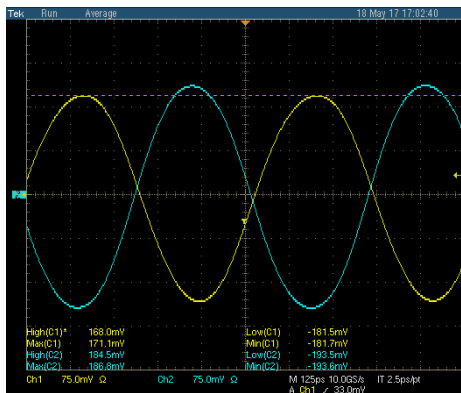 Tek Run Average 18 May 17 17:02:40
High(C1)* 168.0mV Low(C1) -181.5mV
Max(C1) 171.1mV Min(C1) -181.7mV
High(C2) 184.5mV Low(C2) -193.5mV
Max(C2) 186.8mV Min(C2) -193.6mV
Ch1 75.0mV Ω Ch2 75.0mV Ω M 125ps 10.0GS/s IT 2.5ps/pt
A Ch1 ∕ 33.0mV